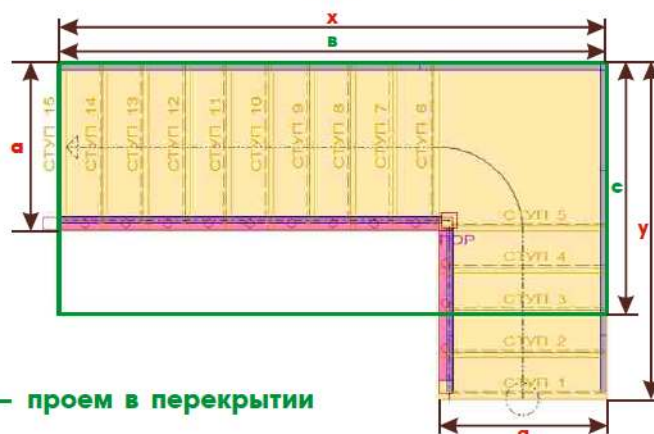 x
в
СТУП 15
СТУП 14
СТУП 13
СТУП 12
СТУП 11
СТУП 10
СТУП 9
СТУП 8
СТУП 7
СТУП 6
a
c
y
СТУП 5
ПОР
СТУП 4
СТУП 3
СТУП 2
СТУП 1
– проем в перекрытии
a